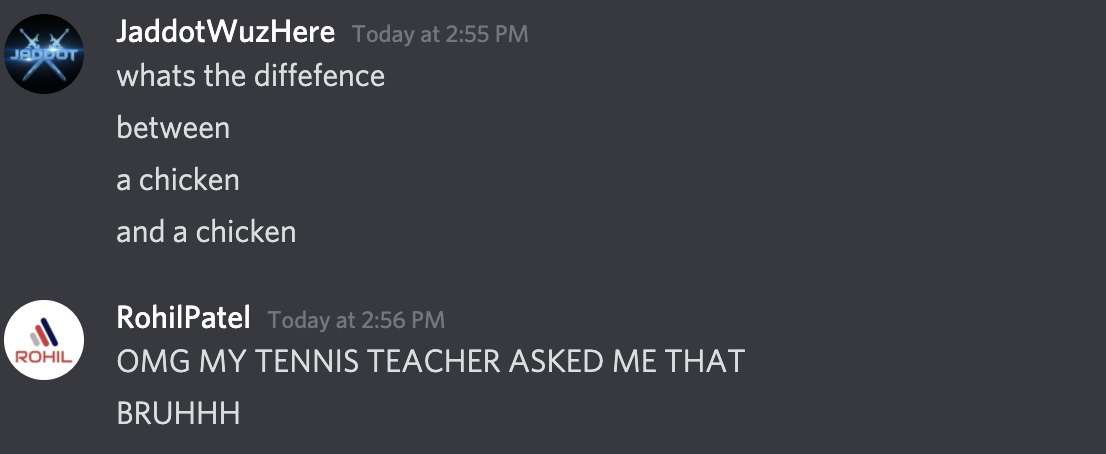 JADDOT
JaddotWuzHere Today at 2:55 PM
whats the diffefence
between
a chicken
and a chicken
RohilPatel Today at 2:56 PM
ROHIL
OMG MY TENNIS TEACHER ASKED ME THAT
BRUHHH